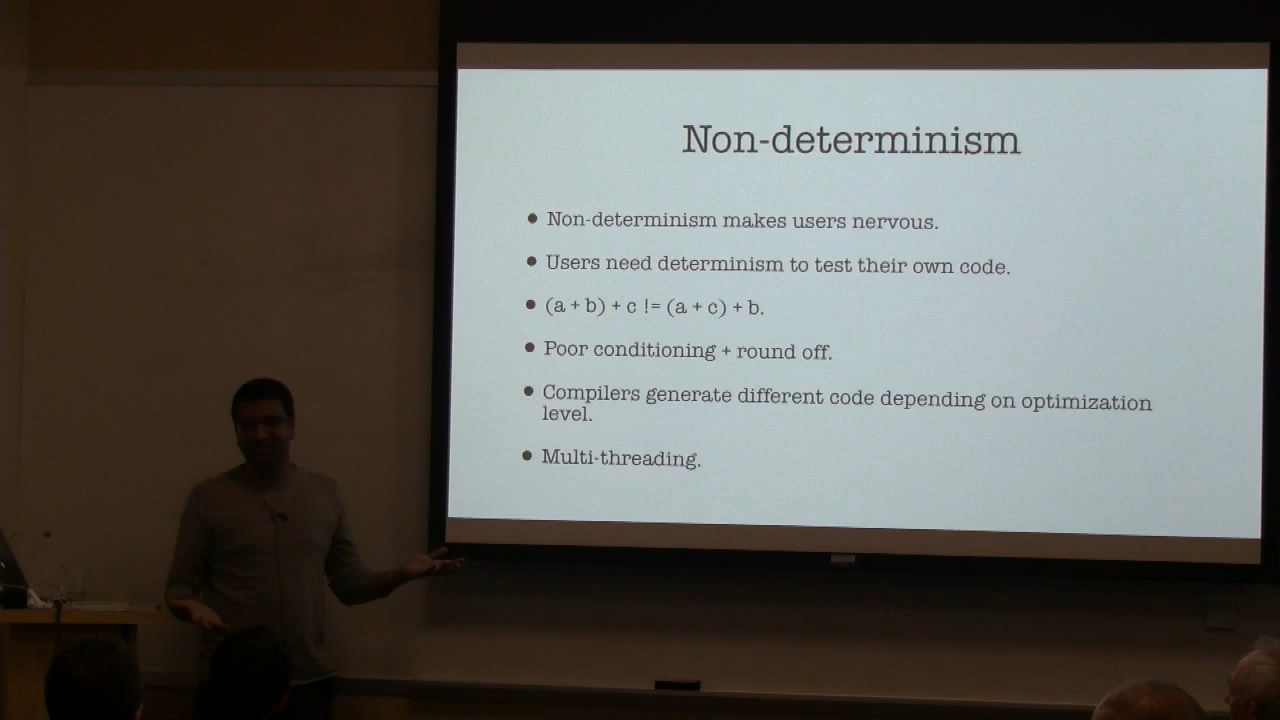 Non-determinism
• Non-determinism makes users nervous.
• Users need determinism to test their own code.
• (a + b) + c != (a + c) + b.
• Poor conditioning + round off.
• Compilers generate different code depending on optimization
level.
• Multi-threading.